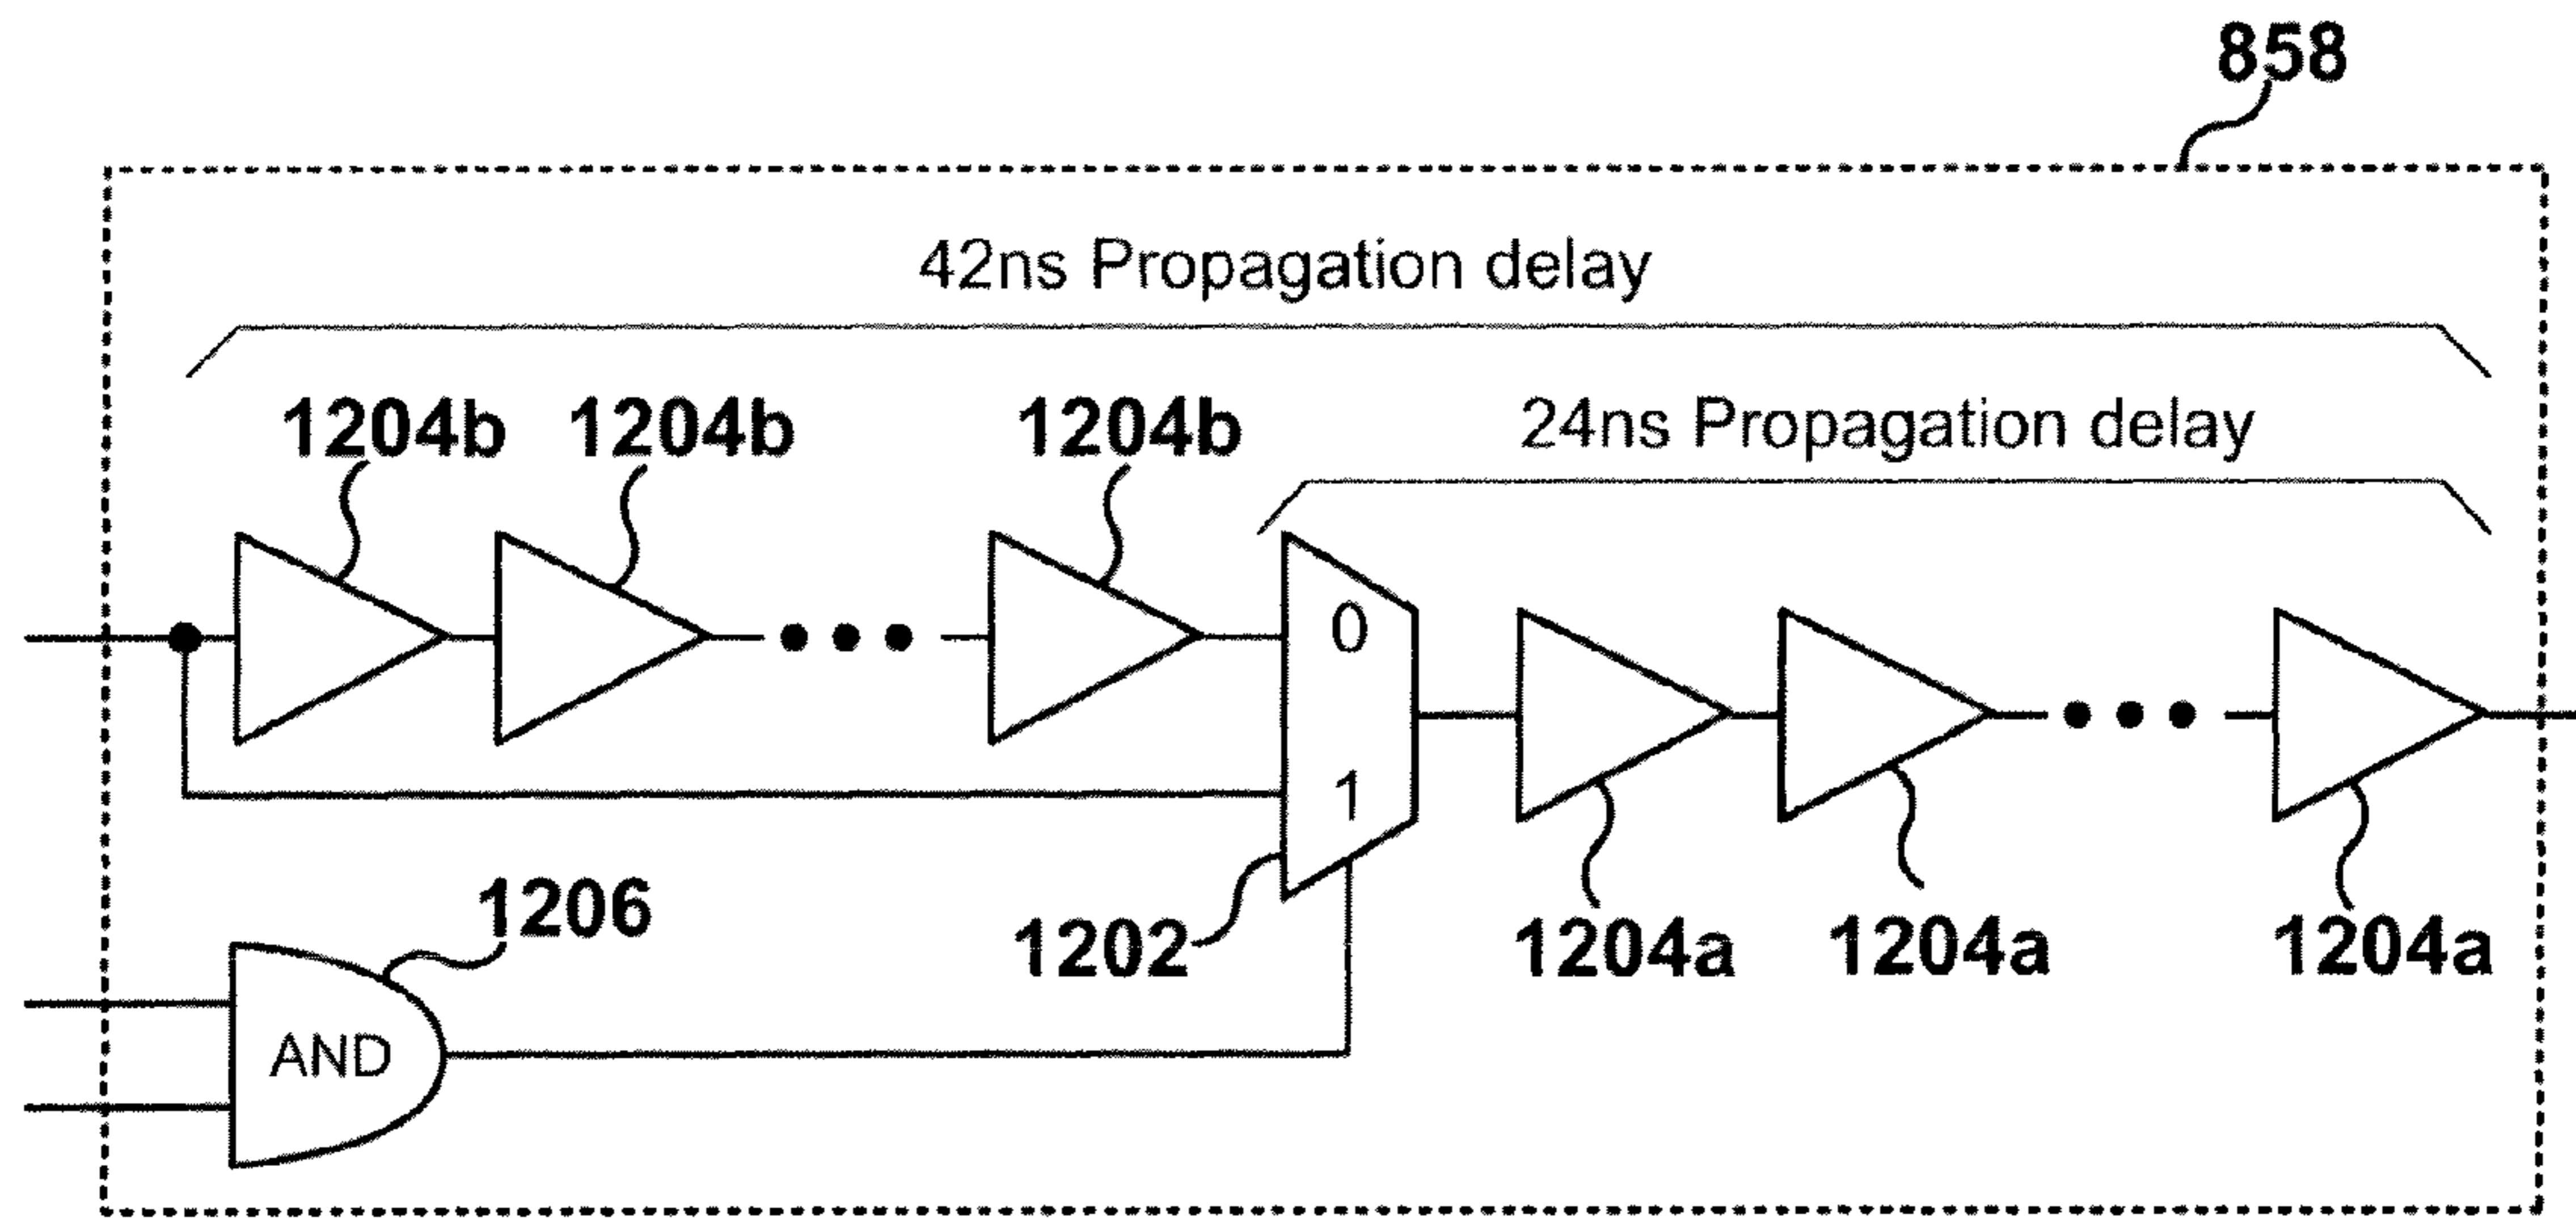 858
42ns Propagation delay
1204b 1204b 1204b 24ns Propagation delay
0
1
1206
1202 1204a 1204a 1204a
AND